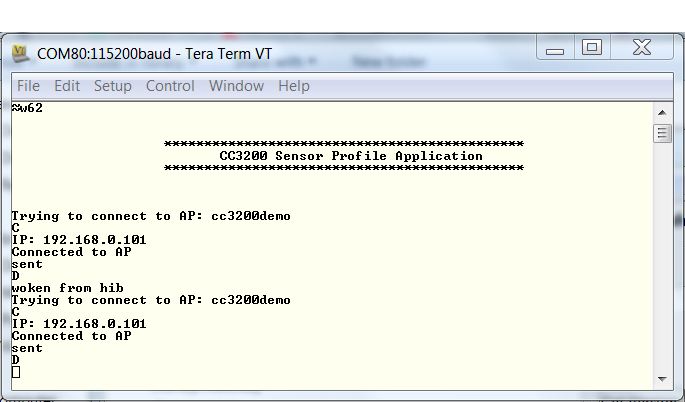 COM80:115200baud - Tera Term VT
File Edit Setup Control Window Help
≈w62
*********************************************
CC3200 Sensor Profile Application
*********************************************
Trying to connect to AP: cc3200demo
C
IP: 192.168.0.101
Connected to AP
sent
D
woken from hib
Trying to connect to AP: cc3200demo
C
IP: 192.168.0.101
Connected to AP
sent
D